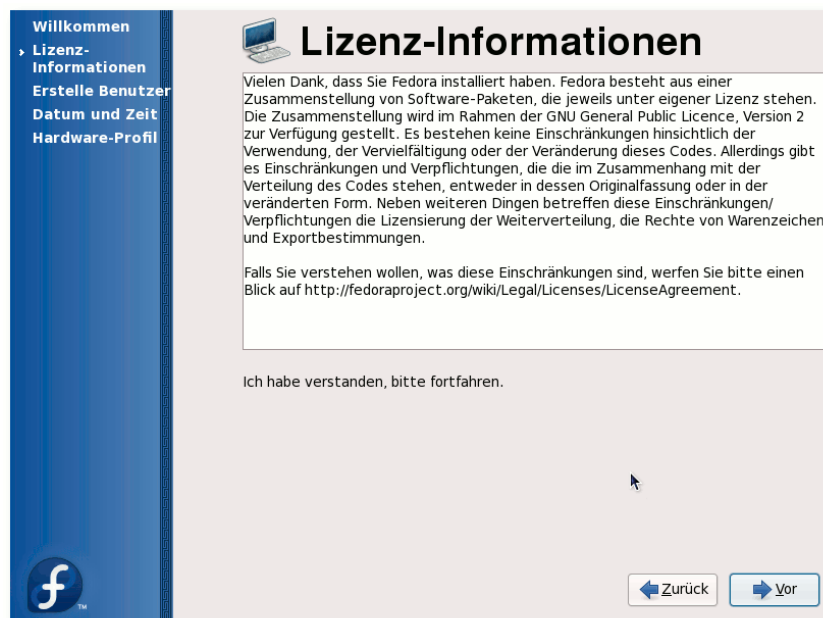 Willkommen
Lizenz-
Informationen
Erstelle Benutzer
Datum und Zeit
Hardware-Profil
Lizenz-Informationen
Vielen Dank, dass Sie Fedora installiert haben. Fedora besteht aus einer
Zusammenstellung von Software-Paketen, die jeweils unter eigener Lizenz stehen.
Die Zusammenstellung wird im Rahmen der GNU General Public Licence, Version 2
zur Verfügung gestellt. Es bestehen keine Einschränkungen hinsichtlich der
Verwendung, der Vervielfältigung oder der Veränderung dieses Codes. Allerdings gibt
es Einschränkungen und Verpflichtungen, die die im Zusammenhang mit der
Verteilung des Codes stehen, entweder in dessen Originalfassung oder in der
veränderten Form. Neben weiteren Dingen betreffen diese Einschränkungen/
Verpflichtungen die Lizensierung der Weiterverteilung, die Rechte von Warenzeichen
und Exportbestimmungen.
Falls Sie verstehen wollen, was diese Einschränkungen sind, werfen Sie bitte einen
Blick auf http://fedoraproject.org/wiki/Legal/Licenses/LicenseAgreement.
Ich habe verstanden, bitte fortfahren.
TM
Zurück
Vor